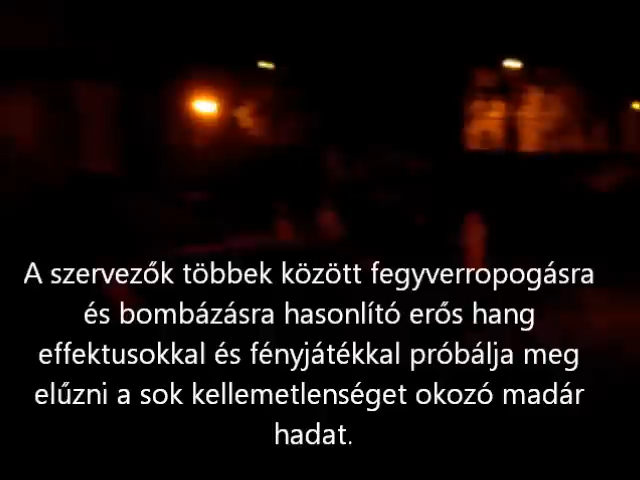 A szervezők többek között fegyverropogásra
és bombázásra hasonlító erős hang
effektusokkal és fényjátékkal próbálja meg
elűzni a sok kellemetlenséget okozó madár
hadat.